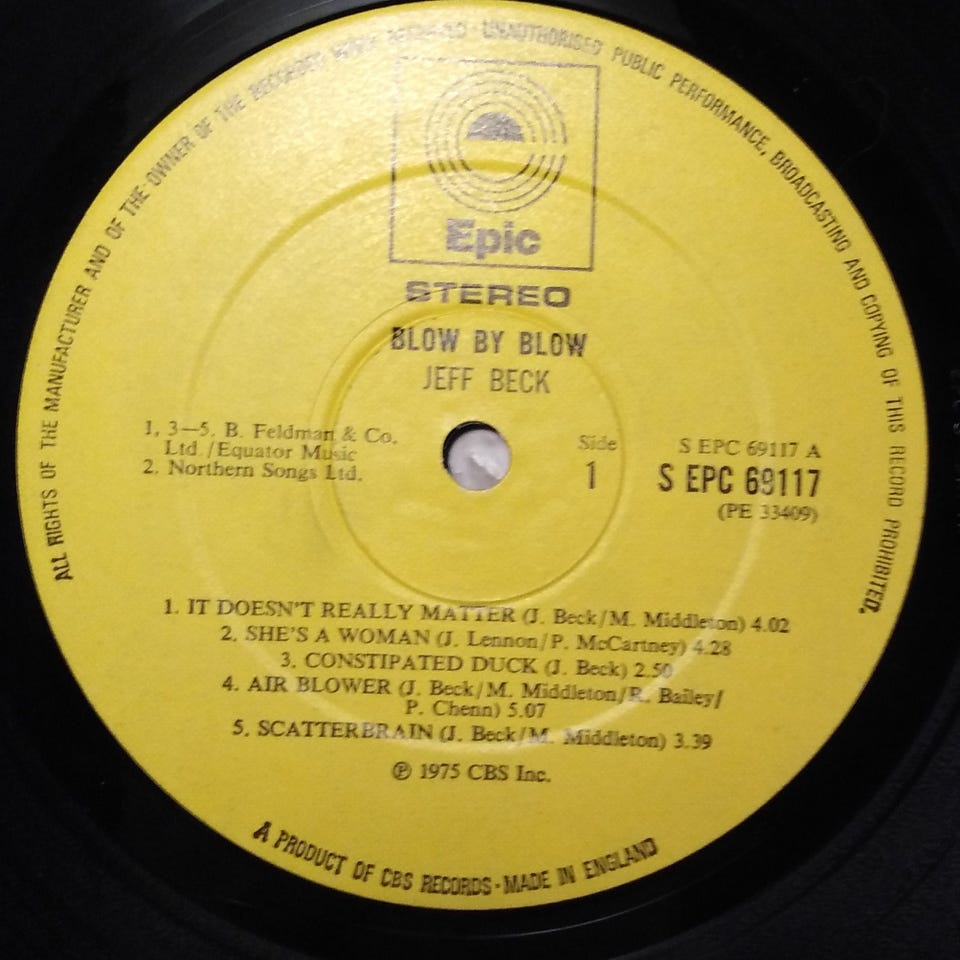 ALL RIGHTS OF THE MANUFACTURER AND OF THE OWNER OF THE RECORDED WORK RESERVED · UNAUTHORISED PUBLIC PERFORMANCE, BROADCASTING AND COPYING OF THIS RECORD PROHIBITED.
Epic
STEREO
BLOW BY BLOW
JEFF BECK
1, 3—5. B. Feldman & Co.
Ltd./Equator Music
2. Northern Songs Ltd.
Side
1
S EPC 69117 A
S EPC 69117
(PE 33409)
1. IT DOESN'T REALLY MATTER (J. Beck/M. Middleton) 4.02
2. SHE'S A WOMAN (J. Lennon/P. McCartney) 4.28
3. CONSTIPATED DUCK (J. Beck) 2.50
4. AIR BLOWER (J. Beck/M. Middleton/R. Bailey/
P. Chenn) 5.07
5. SCATTERBRAIN (J. Beck/M. Middleton) 3.39
℗ 1975 CBS Inc.
A PRODUCT OF CBS RECORDS · MADE IN ENGLAND